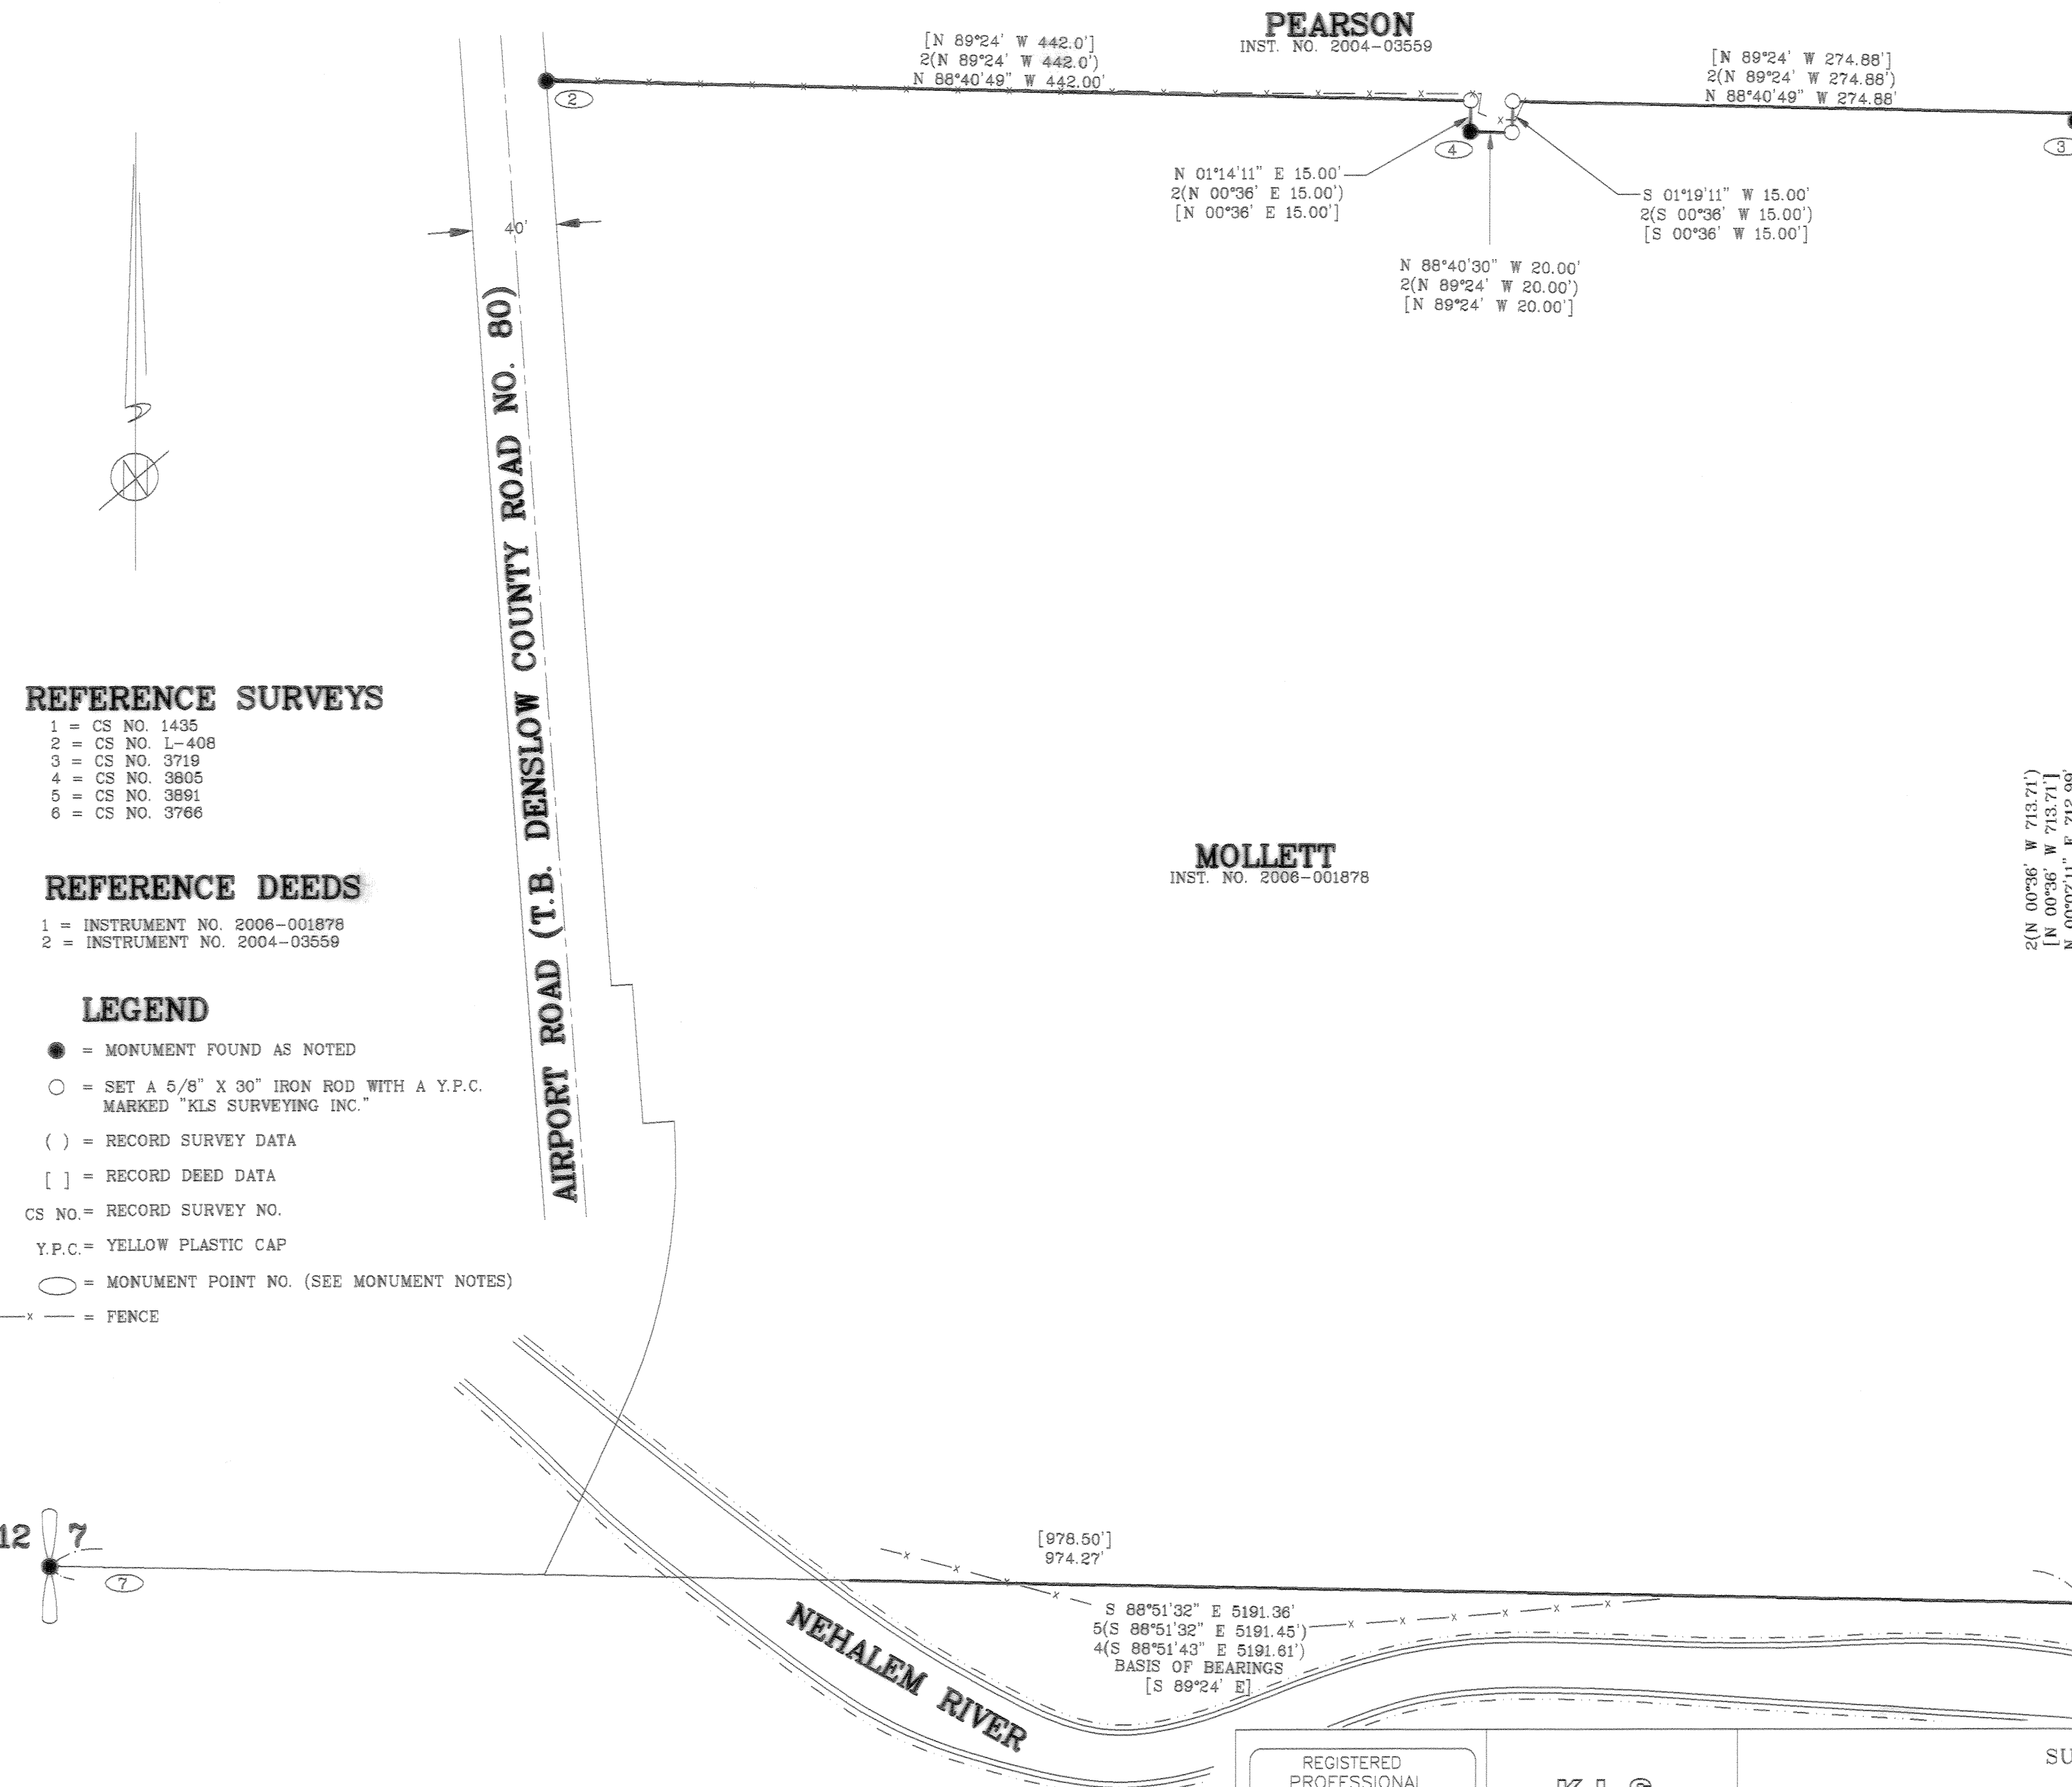 PEARSON
INST. NO. 2004-03559
[N 89°24' W 442.0']
2(N 89°24' W 442.0')
N 88°40'49" W 442.00'
[N 89°24' W 274.88']
2(N 89°24' W 274.88')
N 88°40'49" W 274.88'
2
4
3
N 01°14'11" E 15.00'
2(N 00°36' E 15.00')
[N 00°36' E 15.00']
S 01°19'11" W 15.00'
2(S 00°36' W 15.00')
[S 00°36' W 15.00']
N 88°40'30" W 20.00'
2(N 89°24' W 20.00')
[N 89°24' W 20.00']
40'
N
AIRPORT ROAD (T.B. DENSLOW COUNTY ROAD NO. 80)
REFERENCE SURVEYS
1 = CS NO. 1435
2 = CS NO. L-408
3 = CS NO. 3719
4 = CS NO. 3805
5 = CS NO. 3891
6 = CS NO. 3766
REFERENCE DEEDS
1 = INSTRUMENT NO. 2006-001878
2 = INSTRUMENT NO. 2004-03559
MOLLETT
INST. NO. 2006-001878
2(N 00°36' W 713.71')
[N 00°36' W 713.71']
N 00°07'11" E 712.99'
LEGEND
= MONUMENT FOUND AS NOTED
= SET A 5/8" X 30" IRON ROD WITH A Y.P.C.
MARKED "KLS SURVEYING INC."
( ) = RECORD SURVEY DATA
[ ] = RECORD DEED DATA
CS NO.= RECORD SURVEY NO.
Y.P.C.= YELLOW PLASTIC CAP
= MONUMENT POINT NO. (SEE MONUMENT NOTES)
x = FENCE
12 7
7
[978.50']
974.27'
S 88°51'32" E 5191.36'
5(S 88°51'32" E 5191.45')
4(S 88°51'43" E 5191.61')
BASIS OF BEARINGS
[S 89°24' E]
NEHALEM RIVER
REGISTERED
PROFESSIONAL
KLS
SU